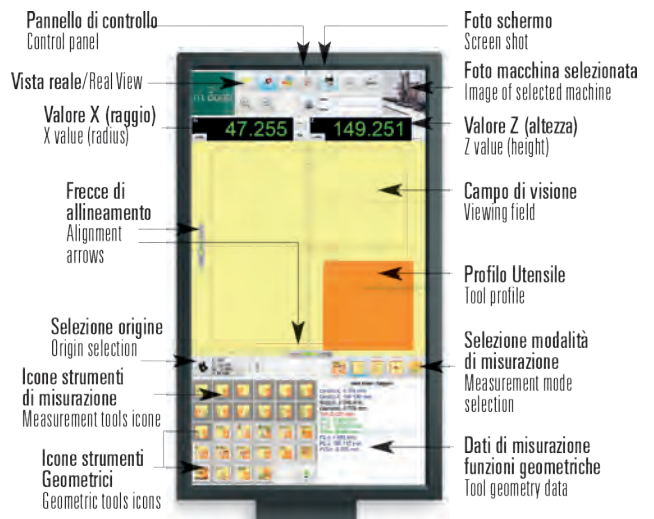 Pannello di controllo
Control panel
Vista reale/Real View
Valore X (raggio)
X value (radius)
Frecce di
allineamento
Alignment
arrows
Selezione origine
Origin selection
Icone strumenti
di misurazione
Measurement tools icone
Icone strumenti
Geometrici
Geometric tools icons
47.255
149.251
Foto schermo
Screen shot
Foto macchina selezionata
Image of selected machine
Valore Z (altezza)
Z value (height)
Campo di visione
Viewing field
Profilo Utensile
Tool profile
Selezione modalità
di misurazione
Measurement mode
selection
Dati di misurazione
funzioni geometriche
Tool geometry data